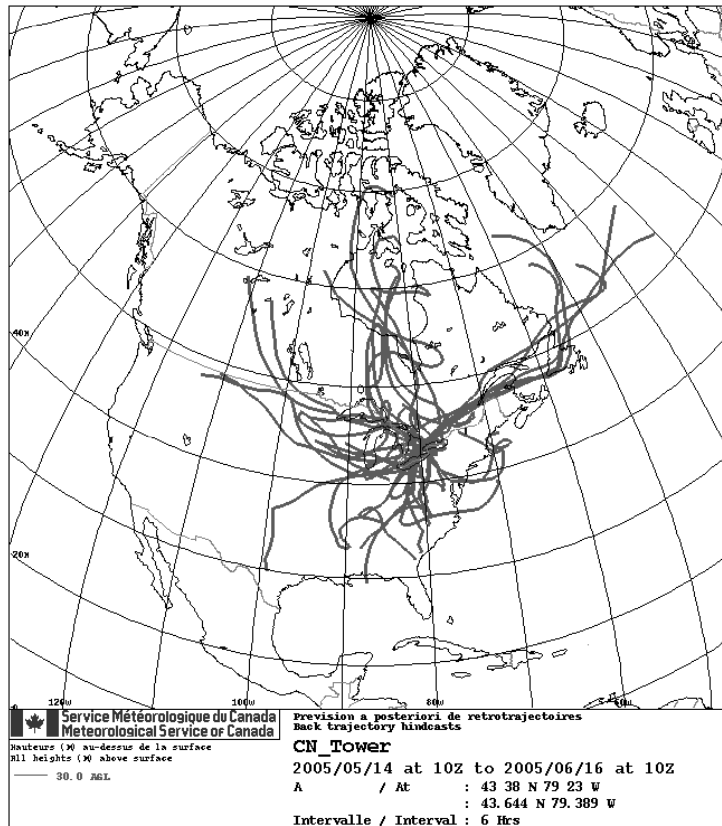 40N
20N
0
120W
100W
80W
60W
Service Météorologique du Canada
Meteorological Service of Canada
Hauteurs (M) au-dessus de la surface
All heights (M) above surface
30.0 AGL
Prevision a posteriori de retrotrajectoires
Back trajectory hindcasts
CN_Tower
2005/05/14 at 10Z to 2005/06/16 at 10Z
A / At : 43 38 N 79 23 W
: 43.644 N 79.389 W
Intervalle / Interval : 6 Hrs